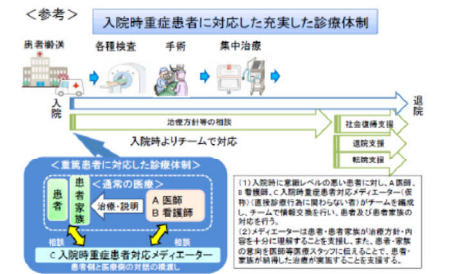 ＜参考＞
入院時重症患者に対応した充実した診療体制
患者搬送
各種検査
手術
集中治療
入院
退院
治療方針等の相談
入院時よりチームで対応
社会復帰支援
退院支援
転院支援
＜重篤患者に対応した診療体制＞
＜通常の医療＞
患者
患者家族
治療・説明
A 医師
B 看護師
相談
相談
C 入院時重症患者対応メディエーター
患者側と医療側の対話の橋渡し
（１）入院時に意識レベルの悪い患者に対し、A 医師、
B 看護師、C 入院時重症患者対応メディエーター（仮
称）（直接診療行為に関わらない者）がチームを編成
し、チームで情報交換を行い、患者及び患者家族の
対応を行う。
（２）メディエーターは患者・患者家族が治療方針・内
容を十分に理解することを支援し、また、患者・家族
の意向を医師等医療スタッフに伝えることで、患者・
家族が納得した治療が実施することを支援する。